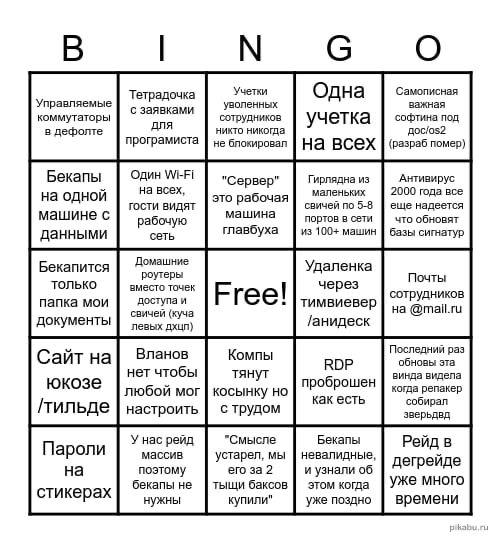 B I N G O
Управляемые
коммутаторы
в дефолте
Тетрадочка
с заявками
для
програмиста
Учетки
уволенных
сотрудников
никто никогда
не блокировал
Одна
учетка
на всех
Самописная
важная
софтина под
дос/os2
(разраб помер)
Бекапы
на одной
машине с
данными
Один Wi-Fi
на всех,
гости видят
рабочую
сеть
"Сервер"
это рабочая
машина
главбуха
Гирлядна из
маленьких
свичей по 5-8
портов в сети
из 100+ машин
Антивирус
2000 года все
еще надеется
что обновят
базы сигнатур
Бекапится
только
папка мои
документы
Домашние
роутеры
вместо точек
доступа и
свичей (куча
левых дхцп)
Free!
Удаленка
через
тимвиевер
/анидеск
Почты
сотрудников
на @mail.ru
Сайт на
юкозе
/тильде
Вланов
нет чтобы
любой мог
настроить
Компы
тянут
косынку но
с трудом
RDP
проброшен
как есть
Последний раз
обновы эта
винда видела
когда репакер
собирал
зверьдвд
Пароли
на
стикерах
У нас рейд
массив
поэтому
бекапы не
нужны
"Смысле
устарел, мы
его за 2
тыщи баксов
купили"
Бекапы
невалидные,
и узнали об
этом когда
уже поздно
Рейд в
дегрейде
уже много
времени
pikabu.ru